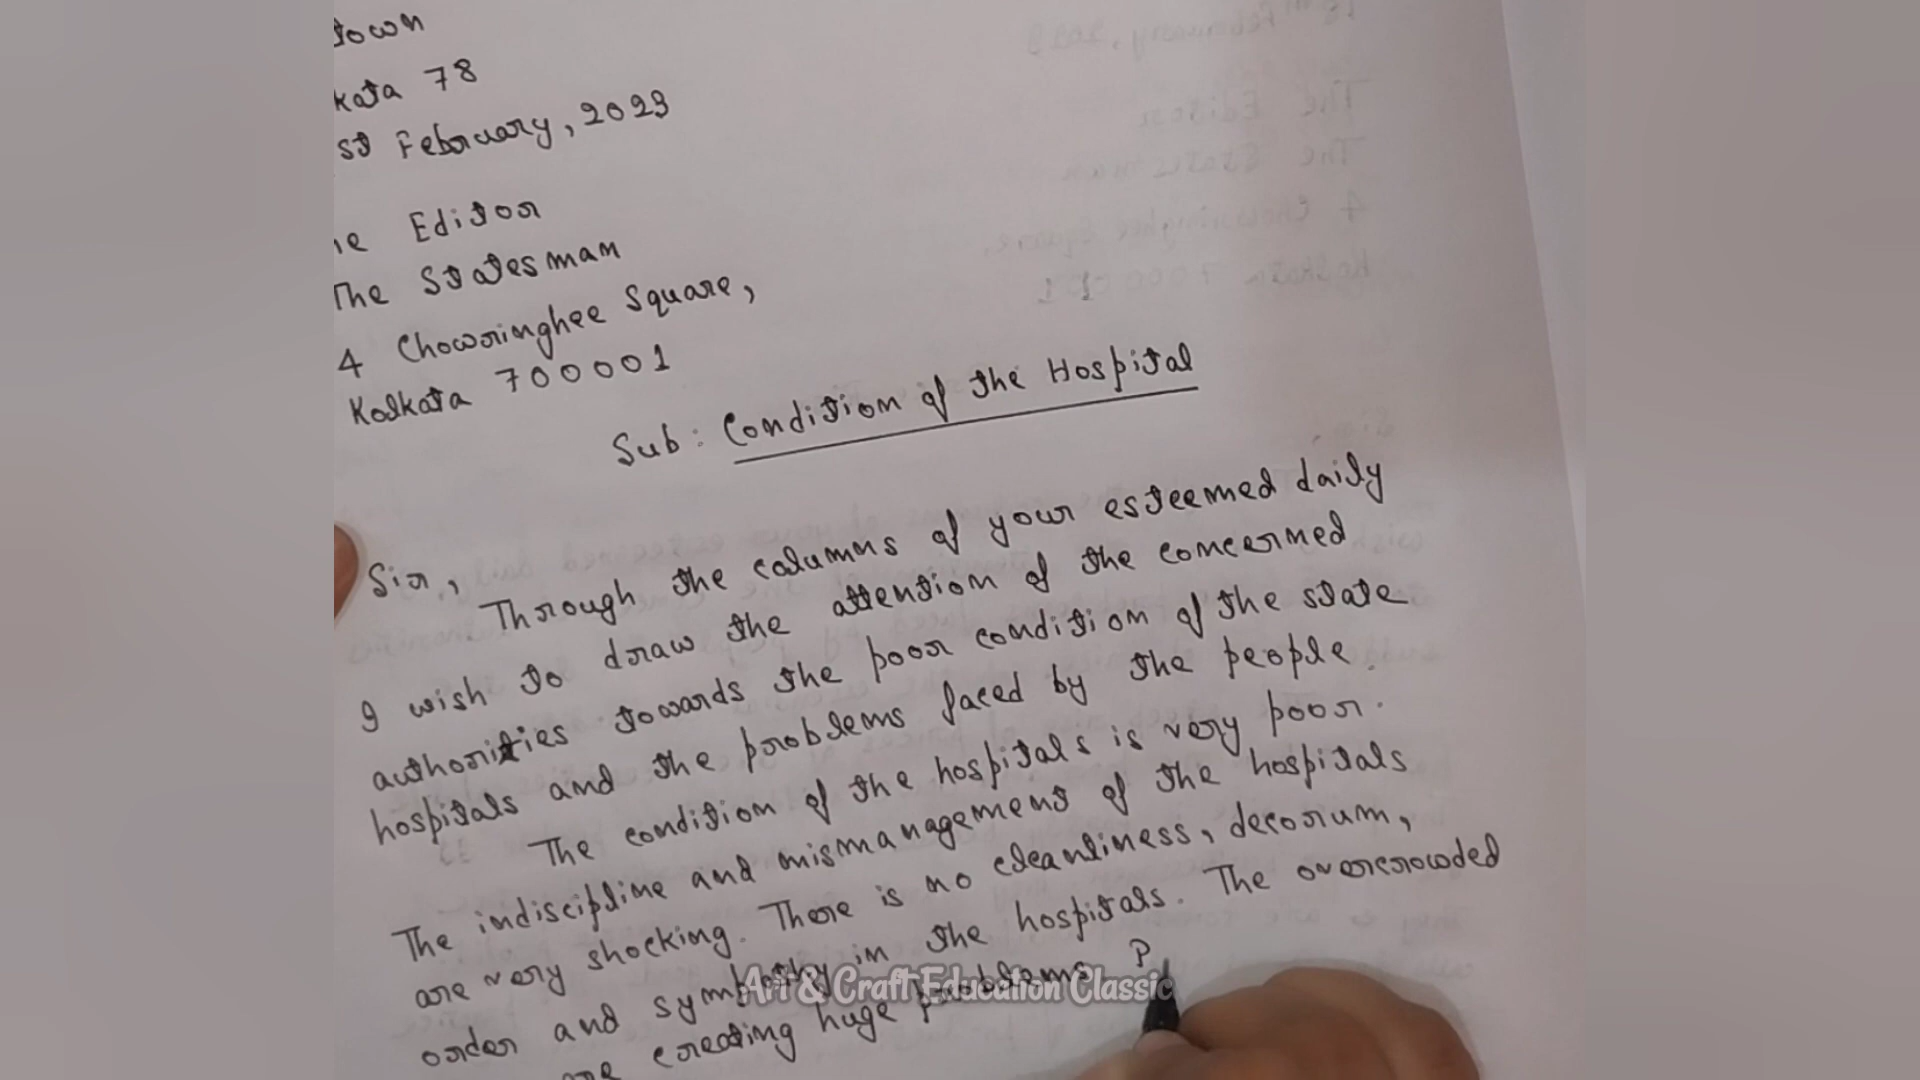 town
kata 78
st February, 2023
The Editor
The Statesman
4 Chowringhee Square,
Kolkata 700001
Sub: Condition of the Hospital
Sir,
Through the columns of your esteemed daily
I wish to draw the attention of the concerned
authorities towards the poor condition of the state
hospitals and the problems faced by the people.
The condition of the hospitals is very poor.
The indiscipline and mismanagement of the hospitals
are very shocking. There is no cleanliness, decorum,
order and sympathy in the hospitals. The overcrowded
are creating huge problems P
Art & Craft Education Classic